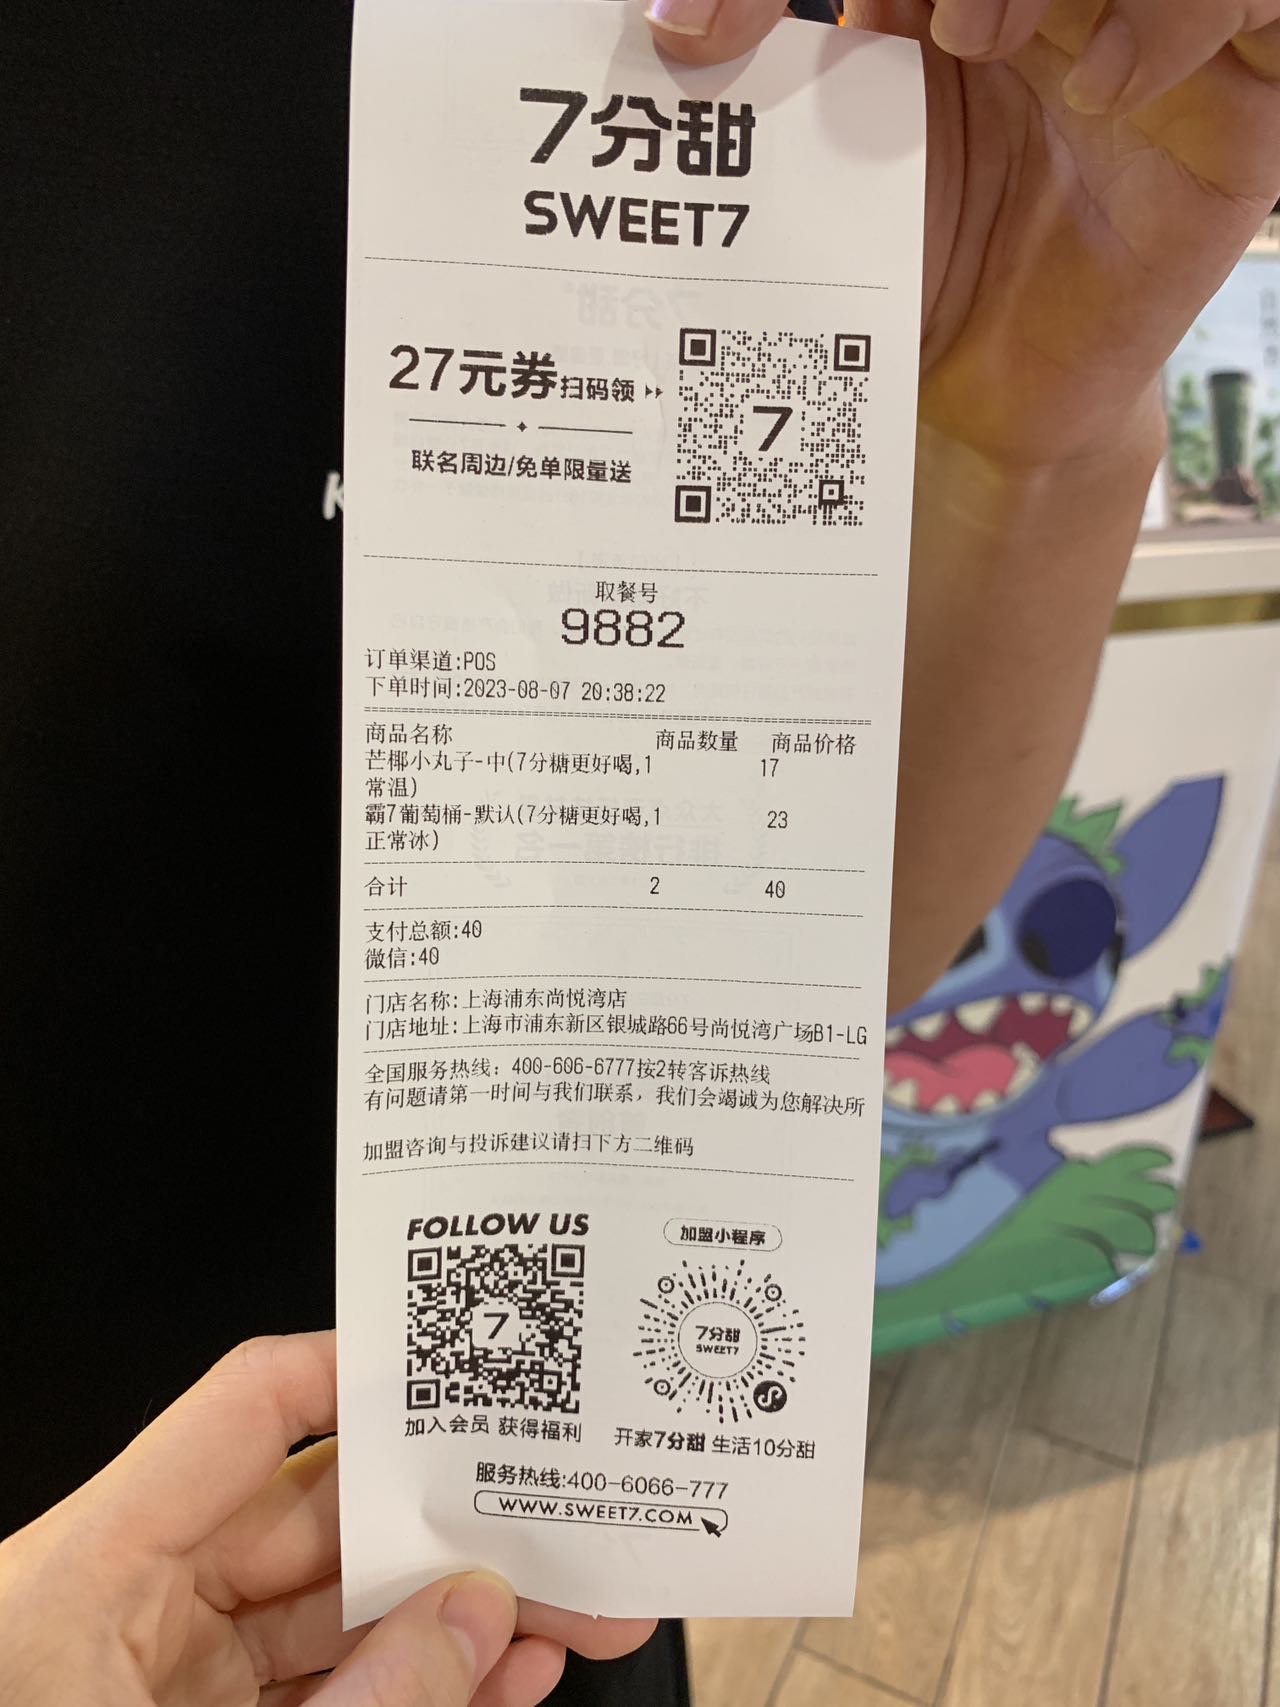 7分甜
SWEET7
27元券扫码领
联名周边/免单限量送
7
取餐号
9882
订单渠道:POS
下单时间:2023-08-07 20:38:22
商品名称 商品数量 商品价格
芒椰小丸子-中(7分糖更好喝,1 17
常温)
霸7葡萄桶-默认(7分糖更好喝,1 23
正常冰)
合计 2 40
支付总额:40
微信:40
门店名称:上海浦东尚悦湾店
门店地址:上海市浦东新区银城路66号尚悦湾广场B1-LG
全国服务热线：400-606-6777按2转客诉热线
有问题请第一时间与我们联系，我们会竭诚为您解决所
加盟咨询与投诉建议请扫下方二维码
FOLLOW US
加盟小程序
7
7分甜
SWEET7
加入会员 获得福利
开家7分甜 生活10分甜
服务热线:400-6066-777
WWW.SWEET7.COM